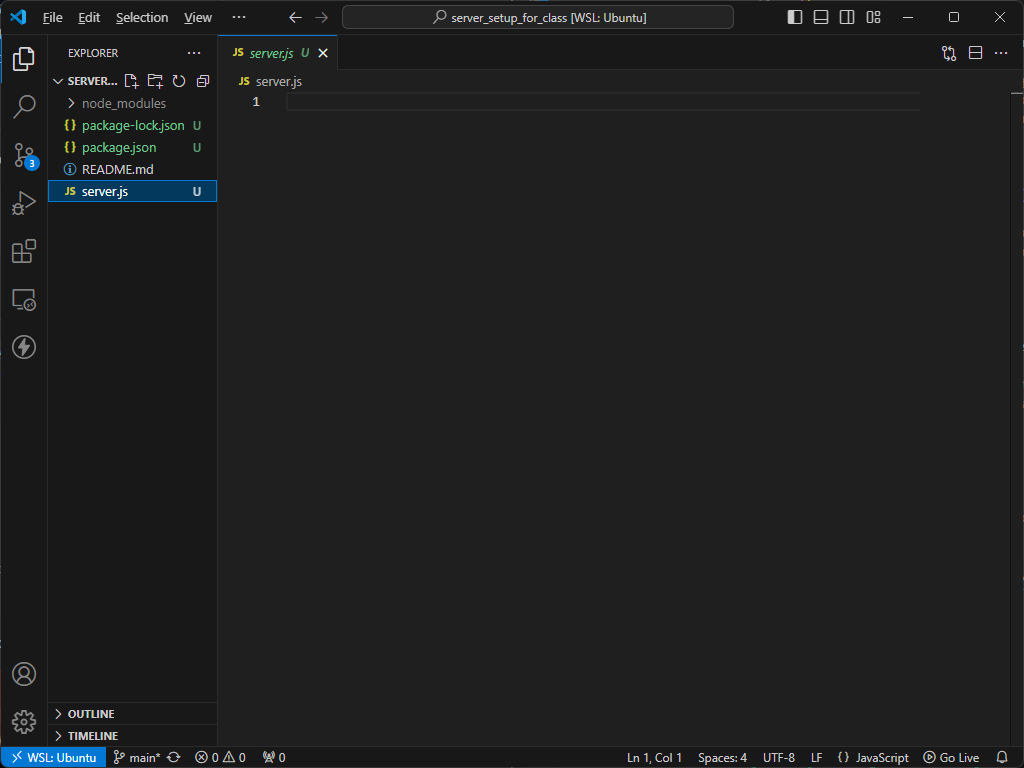 File Edit Selection View ··· server_setup_for_class [WSL: Ubuntu]
EXPLORER ···
SERVER...
node_modules
{} package-lock.json U
{} package.json U
README.md
JS server.js U
JS server.js U
JS server.js
1
3
OUTLINE
TIMELINE
WSL: Ubuntu main* 0 0 0 Ln 1, Col 1 Spaces: 4 UTF-8 LF {} JavaScript Go Live